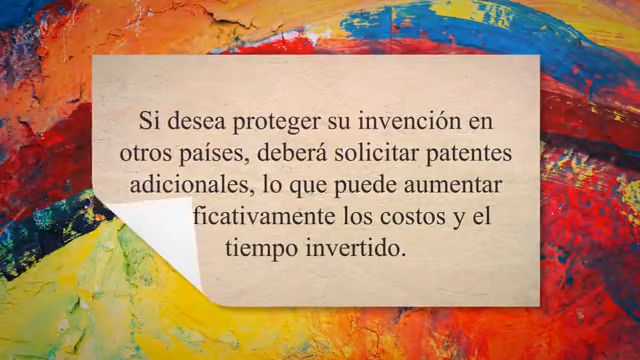 Si desea proteger su invención en
otros países, deberá solicitar patentes
adicionales, lo que puede aumentar
ficativamente los costos y el
tiempo invertido.